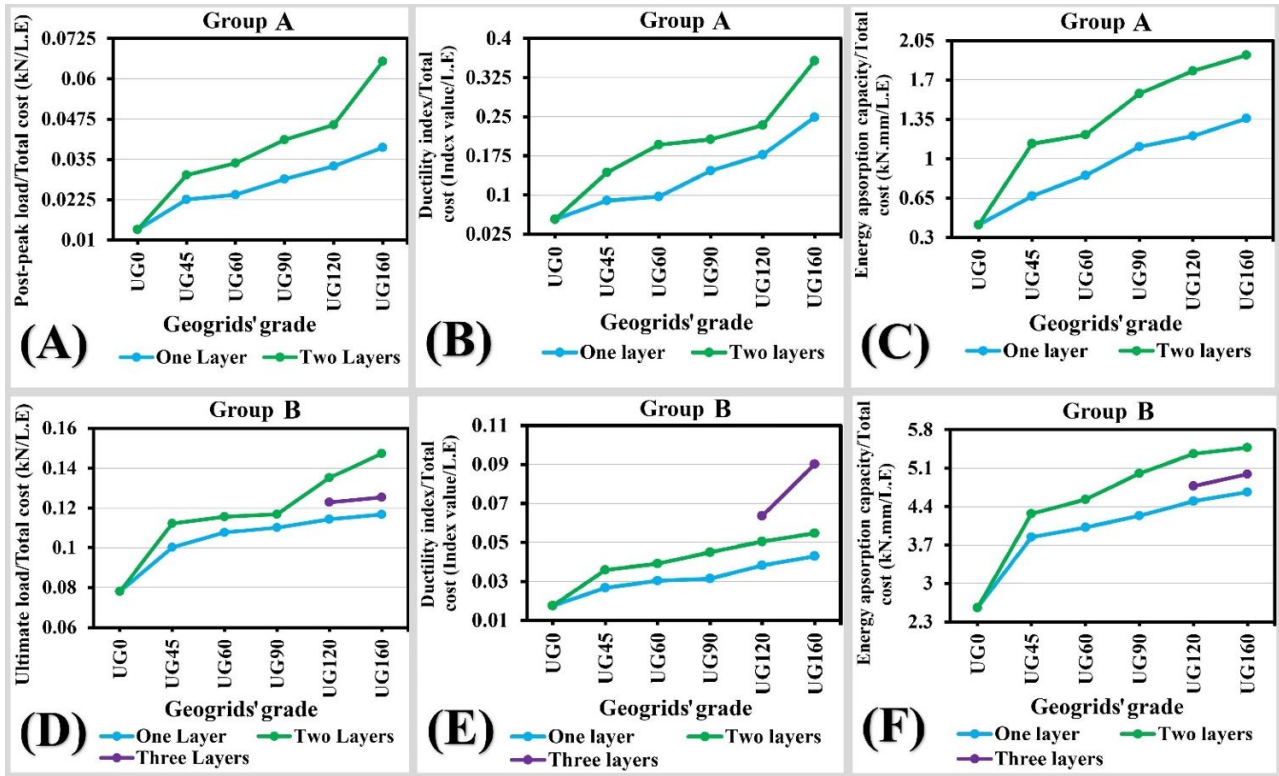 Group A
Post-peak load/Total cost (kN/L.E)
0.0725
0.06
0.0475
0.035
0.0225
0.01
UG0
UG45
UG60
UG90
UG120
UG160
Geogrids' grade
(A)
One Layer
Two Layers
Group A
Ductility index/Total
cost (Index value/L.E)
0.4
0.325
0.25
0.175
0.1
0.025
UG0
UG45
UG60
UG90
UG120
UG160
Geogrids' grade
(B)
One layer
Two layers
Group A
Energy apsorption capacity/Total
cost (kN.mm/L.E)
2.05
1.7
1.35
1
0.65
0.3
UG0
UG45
UG60
UG90
UG120
UG160
Geogrids' grade
(C)
One layer
Two layers
Group B
Ultimate load/Total cost (kN/L.E)
0.16
0.14
0.12
0.1
0.08
0.06
UG0
UG45
UG60
UG90
UG120
UG160
Geogrids' grade
(D)
One Layer
Two Layers
Three Layers
Group B
Ductility index/Total
cost (Index value/L.E)
0.11
0.09
0.07
0.05
0.03
0.01
UG0
UG45
UG60
UG90
UG120
UG160
Geogrids' grade
(E)
One layer
Two layers
Three layers
Group B
Energy apsorption capacity/Total
cost (kN.mm/L.E)
5.8
5.1
4.4
3.7
3
2.3
UG0
UG45
UG60
UG90
UG120
UG160
Geogrids' grade
(F)
One layer
Two layers
Three layers